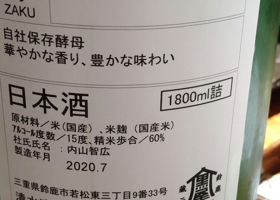 ZAKU
自社保存酵母
華やかな香り、豊かな味わい
日本酒
1800ml詰
原材料／米（国産）、米麹（国産米）
アルコール度数／15度、精米歩合／60%
杜氏氏名：内山智広
製造年月
2020.7
三重県鈴鹿市若松東三丁目9番33号